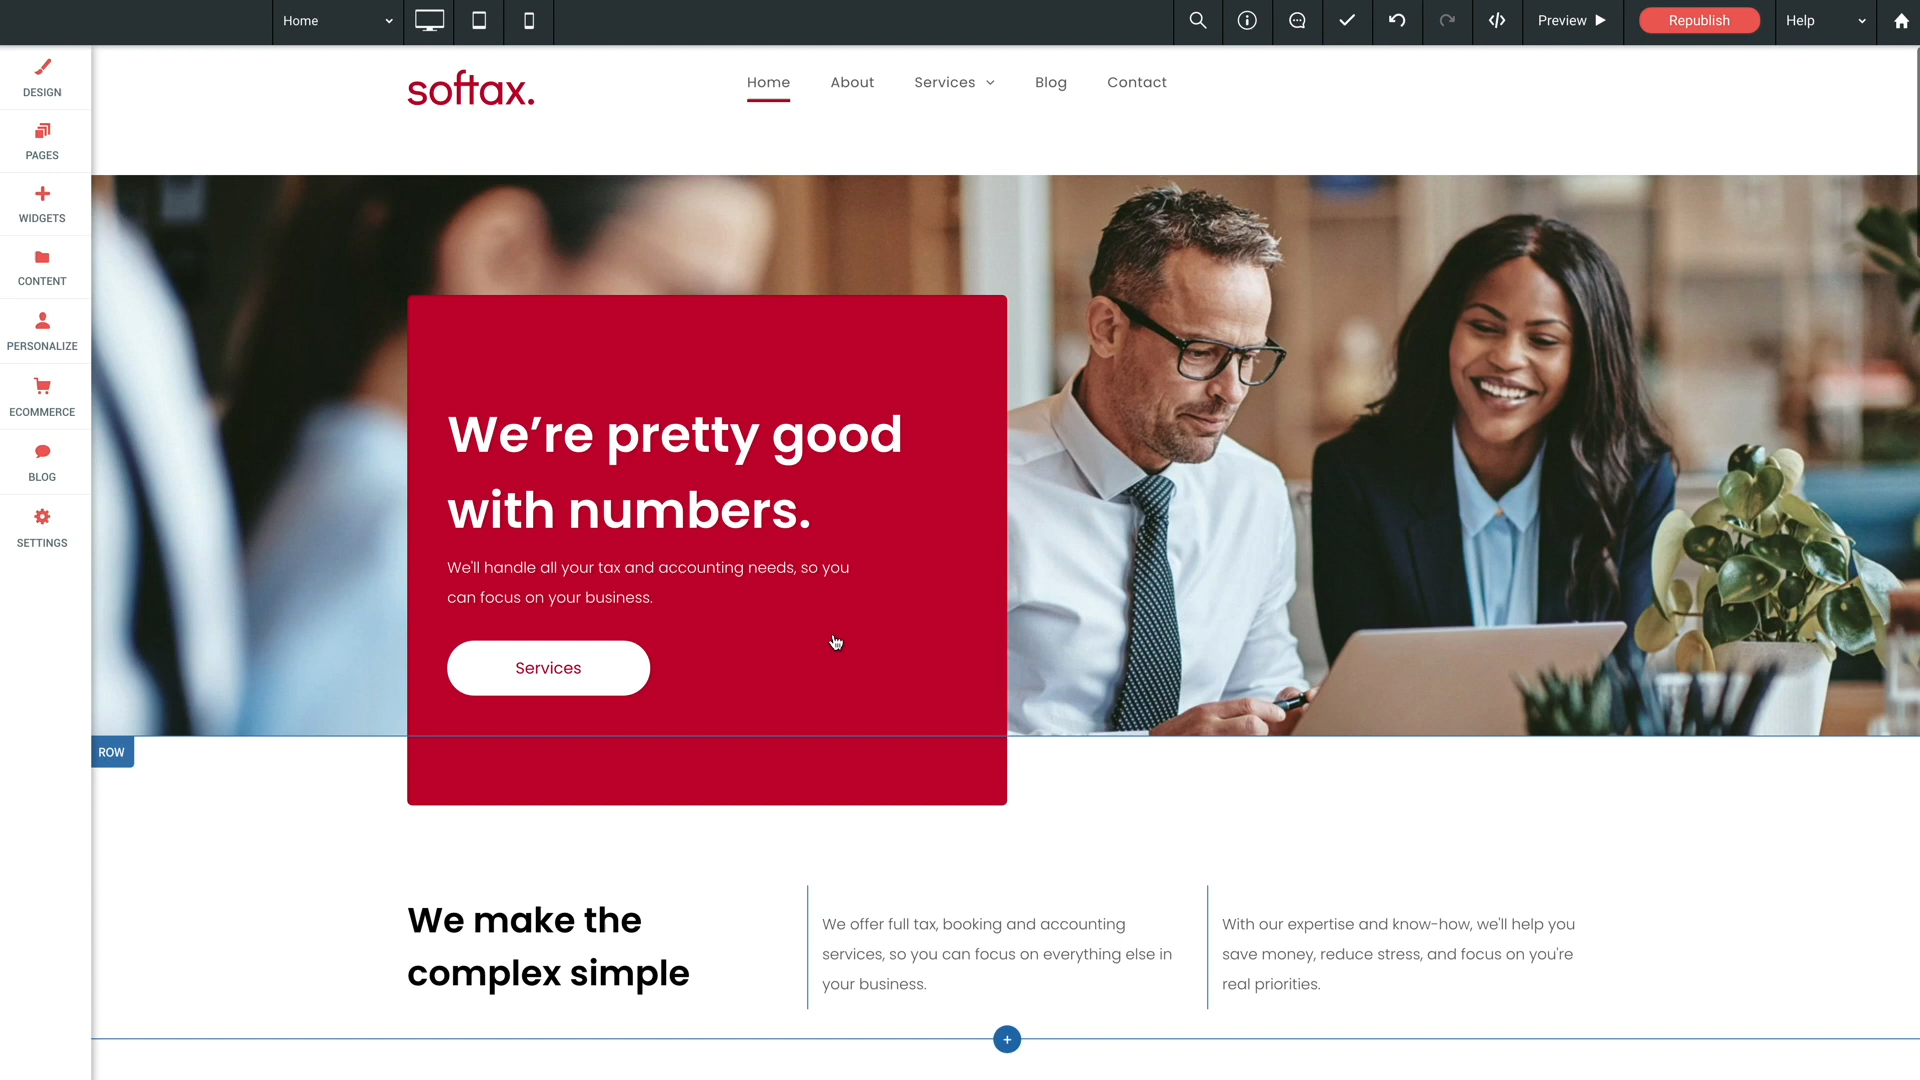 Home
Preview
Republish
Help
DESIGN
PAGES
WIDGETS
CONTENT
PERSONALIZE
ECOMMERCE
BLOG
SETTINGS
softax.
Home
About
Services
Blog
Contact
We’re pretty good
with numbers.
We'll handle all your tax and accounting needs, so you
can focus on your business.
Services
ROW
We make the
complex simple
We offer full tax, booking and accounting
services, so you can focus on everything else in
your business.
With our expertise and know-how, we'll help you
save money, reduce stress, and focus on you're
real priorities.